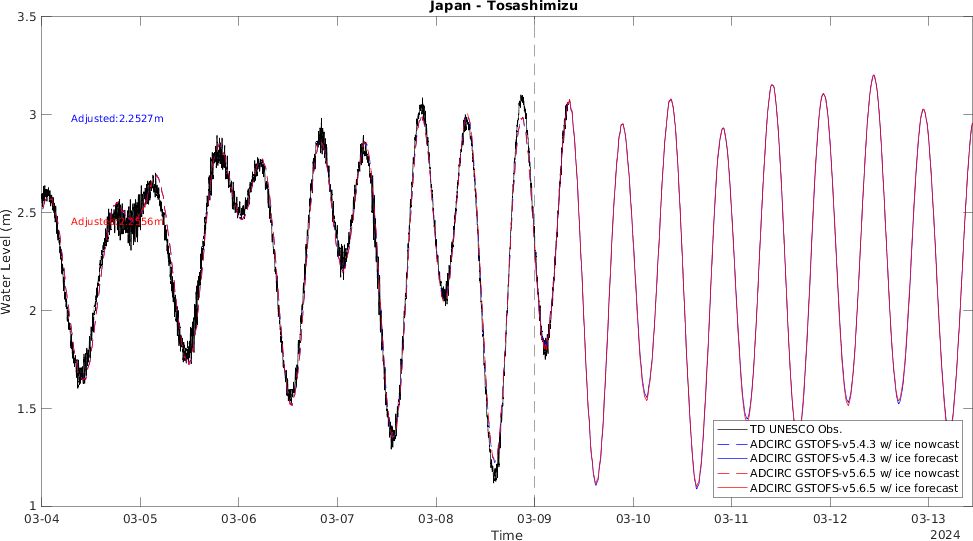 Japan - Tosashimizu
3.5
3
2.5
2
1.5
1
Water Level (m)
Adjusted:2.2527m
03-04
03-05
03-06
03-07
03-08
03-09
03-10
03-11
03-12
03-13
Time
2024
TD UNESCO Obs.
ADCIRC GSTOFS-v5.4.3 w/ ice nowcast
ADCIRC GSTOFS-v5.4.3 w/ ice forecast
ADCIRC GSTOFS-v5.6.5 w/ ice nowcast
ADCIRC GSTOFS-v5.6.5 w/ ice forecast